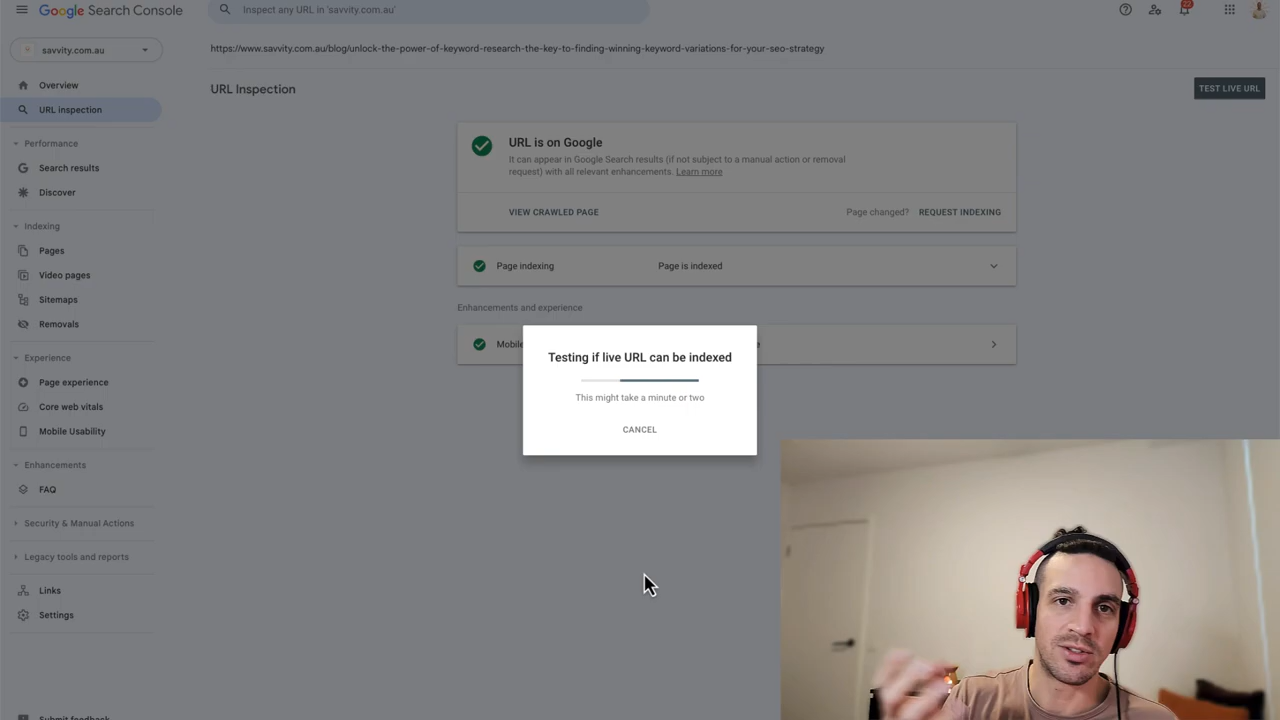 Google Search Console
Inspect any URL in 'savvity.com.au'
savvity.com.au
https://www.savvity.com.au/blog/unlock-the-power-of-keyword-research-the-key-to-finding-winning-keyword-variations-for-your-seo-strategy
Overview
URL Inspection
TEST LIVE URL
URL inspection
URL is on Google
Performance
It can appear in Google Search results (if not subject to a manual action or removal
request) with all relevant enhancements. Learn more
Search results
Discover
VIEW CRAWLED PAGE
Page changed? REQUEST INDEXING
Indexing
Pages
Page indexing
Page is indexed
Video pages
Sitemaps
Enhancements and experience
Removals
Experience
Testing if live URL can be indexed
This might take a minute or two
CANCEL
Page experience
Core web vitals
Mobile Usability
Enhancements
FAQ
Security & Manual Actions
Legacy tools and reports
Links
Settings
Submit feedback